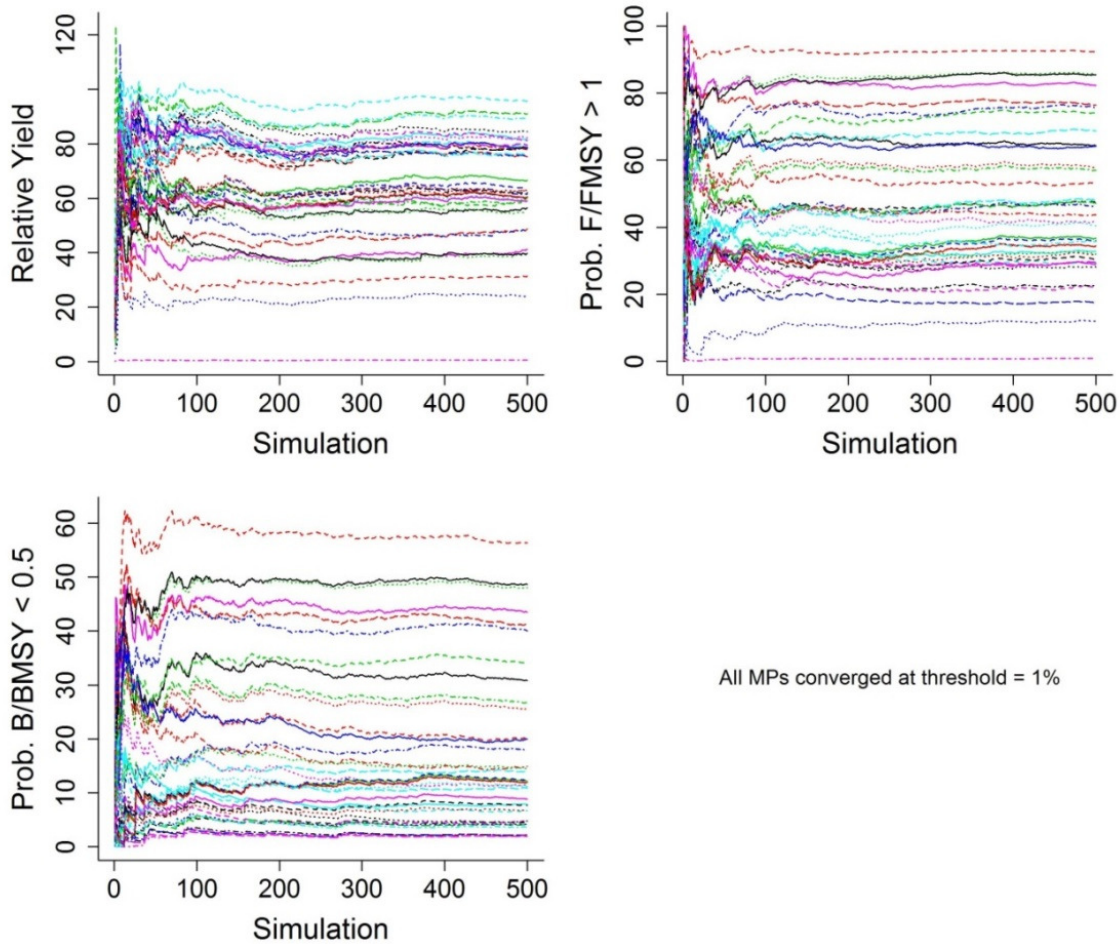 Relative Yield
120
80
60
40
20
0
0 100 200 300 400 500
Simulation
Prob. F/FMSY > 1
100
80
60
40
20
0
0 100 200 300 400 500
Simulation
Prob. B/BMSY < 0.5
60
50
40
30
20
10
0
0 100 200 300 400 500
Simulation
All MPs converged at threshold = 1%